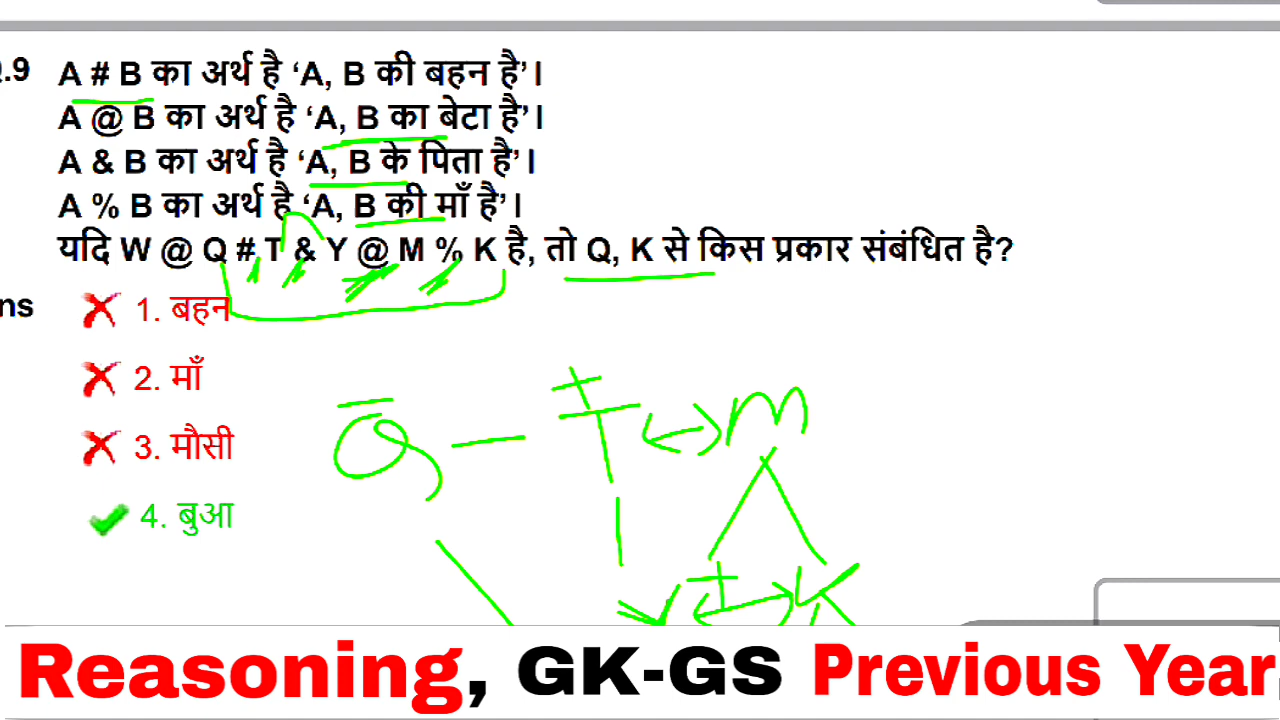 .9 A # B का अर्थ है ‘A, B की बहन है’।
A @ B का अर्थ है ‘A, B का बेटा है’।
A & B का अर्थ है ‘A, B के पिता है’।
A % B का अर्थ है ‘A, B की माँ है’।
यदि W @ Q # T & Y @ M % K है, तो Q, K से किस प्रकार संबंधित है?
ns 1. बहन
2. माँ
3. मौसी
4. बुआ
Q — T ↔ M
K
Reasoning, GK-GS Previous Year